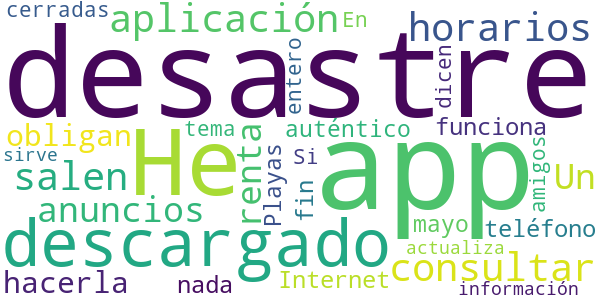 cerradas
aplicación
En
horarios
desastre
entero
dicen
obligan
He
tema
auténtico
funciona
sirve
salen
renta
Playas
Si
app
amigos
Un
anuncios
fin
mayo
teléfono
descargado
actualiza
consultar
hacerla
nada
Internet
información